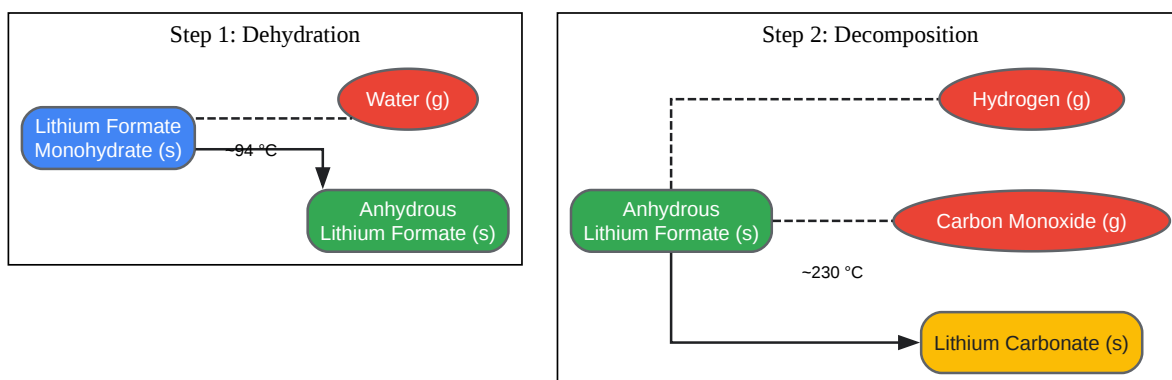 Step 1: Dehydration
Water (g)
Lithium Formate
Monohydrate (s)
~94 °C
Anhydrous
Lithium Formate (s)
Step 2: Decomposition
Hydrogen (g)
Anhydrous
Lithium Formate (s)
Carbon Monoxide (g)
~230 °C
Lithium Carbonate (s)